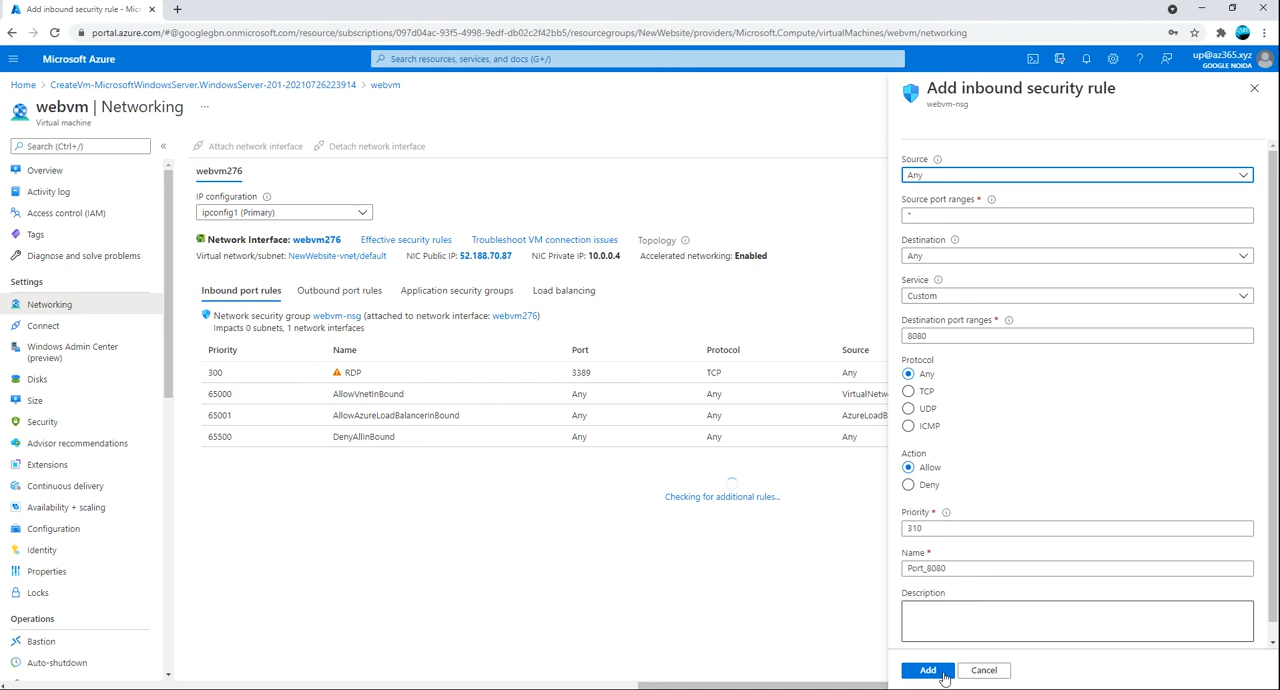 Add inbound security rule - Micr
portal.azure.com/#@googlegbn.onmicrosoft.com/resource/subscriptions/097d04ac-93f5-4998-9edf-db02c2f42bb5/resourcegroups/NewWebsite/providers/Microsoft.Compute/virtualMachines/webvm/networking
Microsoft Azure
Search resources, services, and docs (G+/)
up@az365.xyz
GOOGLE NOIDA
Home > CreateVm-MicrosoftWindowsServer.WindowsServer-201-20210726223914 > webvm
webvm | Networking ...
Virtual machine
Search (Ctrl+/)
«
Overview
Activity log
Access control (IAM)
Tags
Diagnose and solve problems
Settings
Networking
Connect
Windows Admin Center
(preview)
Disks
Size
Security
Advisor recommendations
Extensions
Continuous delivery
Availability + scaling
Configuration
Identity
Properties
Locks
Operations
Bastion
Auto-shutdown
Attach network interface Detach network interface
webvm276
IP configuration
ipconfig1 (Primary)
Network Interface: webvm276 Effective security rules Troubleshoot VM connection issues Topology
Virtual network/subnet: NewWebsite-vnet/default NIC Public IP: 52.188.70.87 NIC Private IP: 10.0.0.4 Accelerated networking: Enabled
Inbound port rules Outbound port rules Application security groups Load balancing
Network security group webvm-nsg (attached to network interface: webvm276)
Impacts 0 subnets, 1 network interfaces
Priority Name Port Protocol Source
300 RDP 3389 TCP Any
65000 AllowVnetInBound Any Any VirtualNetw
65001 AllowAzureLoadBalancerInBound Any Any AzureLoadB
65500 DenyAllInBound Any Any Any
Checking for additional rules...
Add inbound security rule
webvm-nsg
Source
Any
Source port ranges *
*
Destination
Any
Service
Custom
Destination port ranges *
8080
Protocol
Any
TCP
UDP
ICMP
Action
Allow
Deny
Priority *
310
Name *
Port_8080
Description
Add Cancel